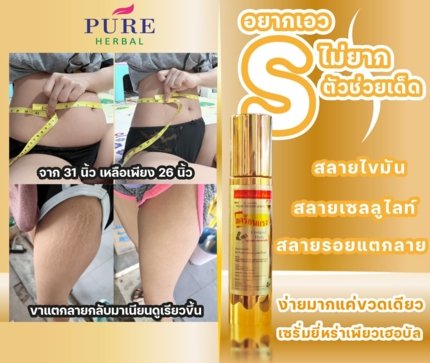 PURE
HERBAL
อยากเอว
S
ไม่ยาก
ตัวช่วยเด็ด
จาก 31 นิ้ว เหลือเพียง 26 นิ้ว
ขาแตกลายกลับมาเนียนดูเรียวขึ้น
สลายไขมัน
สลายเซลลูไลท์
สลายรอยแตกลาย
ง่ายมากแค่ขวดเดียว
เซรั่มยี่หร่าเพียวเฮอบัล